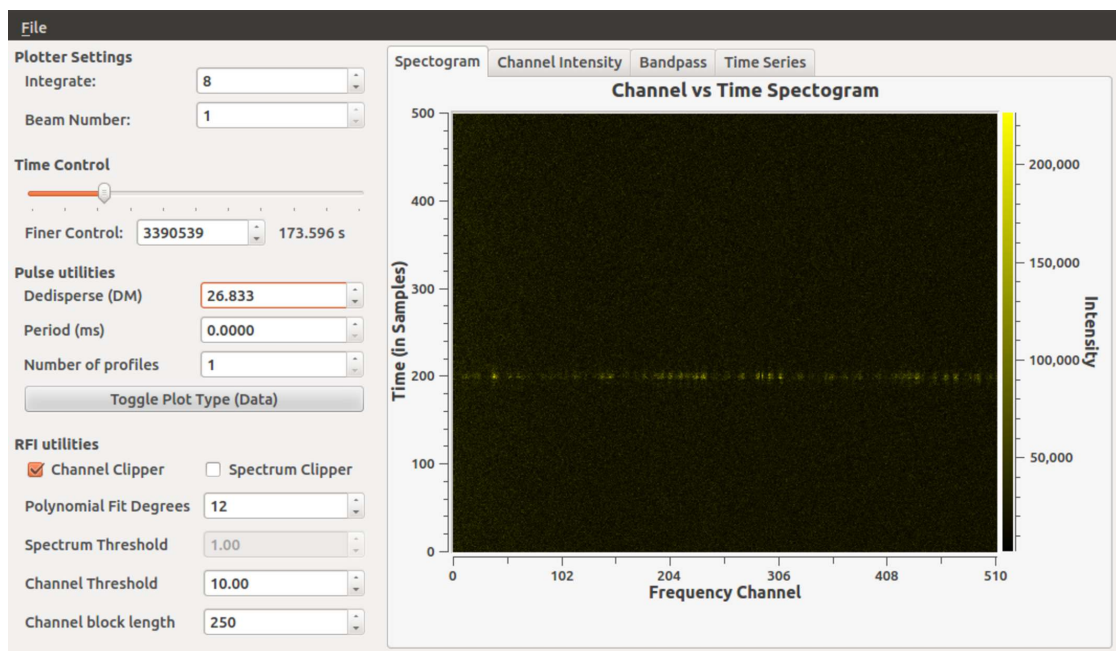 File
Plotter Settings
Integrate: 8
Beam Number: 1
Time Control
Finer Control: 3390539 173.596 s
Pulse utilities
Dedisperse (DM) 26.833
Period (ms) 0.0000
Number of profiles 1
Toggle Plot Type (Data)
RFI utilities
Channel Clipper Spectrum Clipper
Polynomial Fit Degrees 12
Spectrum Threshold 1.00
Channel Threshold 10.00
Channel block length 250
Spectogram Channel Intensity Bandpass Time Series
Channel vs Time Spectogram
500
400
300
200
100
0
Time (in Samples)
0 102 204 306 408 510
Frequency Channel
200,000
150,000
100,000
50,000
Intensity